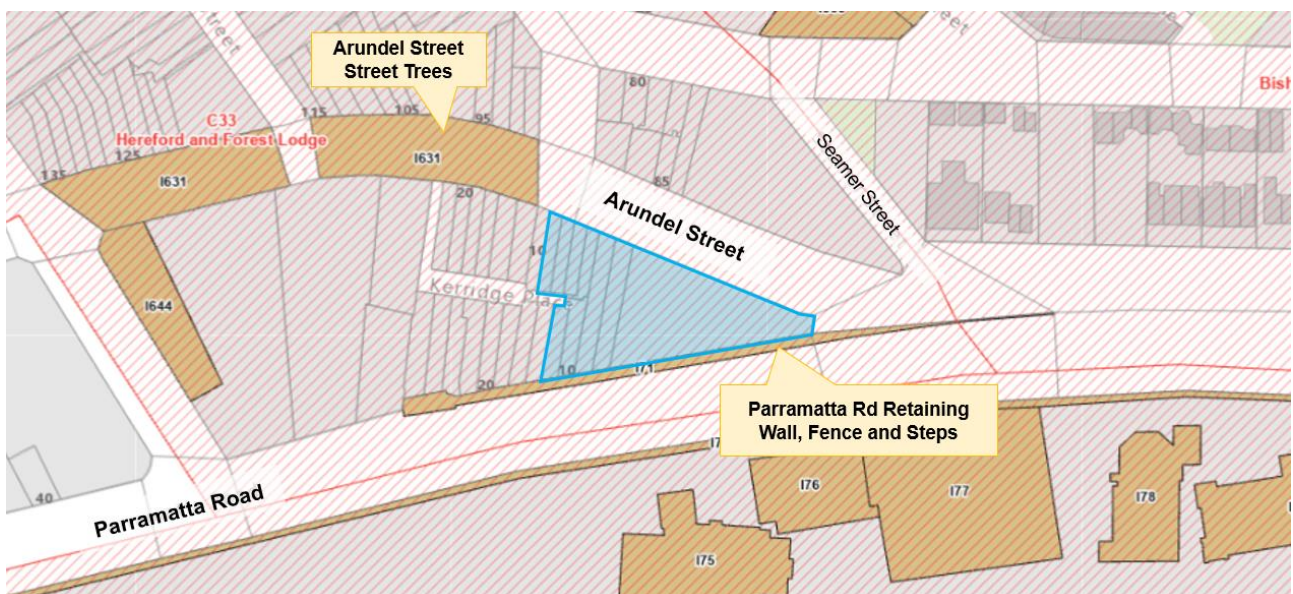 Arundel Street
Street Trees
C33
Hereford and Forest Lodge
135
125
115
105
95
80
85
I631
I631
20
10
Arundel Street
Seamer Street
Bish
Kerridge Place
I644
I71
20
10
Parramatta Rd Retaining
Wall, Fence and Steps
40
Parramatta Road
I75
I76
I77
I78